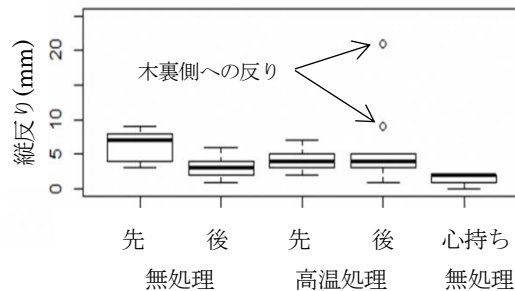 縦反り(mm)
20
10
5
0
木裏側への反り
先 後 先 後 心持ち
無処理 高温処理 無処理